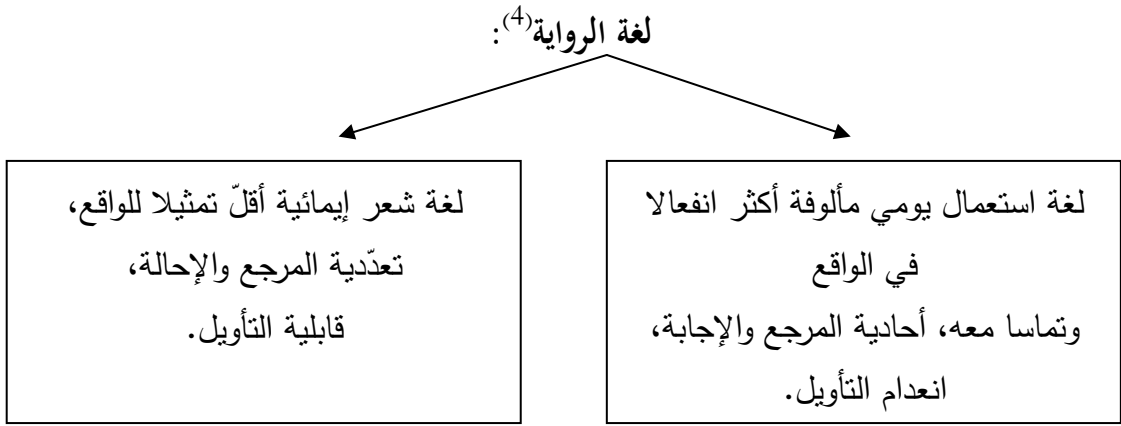 لغة الرواية(4):
لغة استعمال يومي مألوفة أكثر انفعالا
في الواقع
وتماسا معه، أحادية المرجع والإجابة،
انعدام التأويل.
لغة شعر إيمائية أقلّ تمثيلا للواقع،
تعدّدية المرجع والإحالة،
قابلية التأويل.